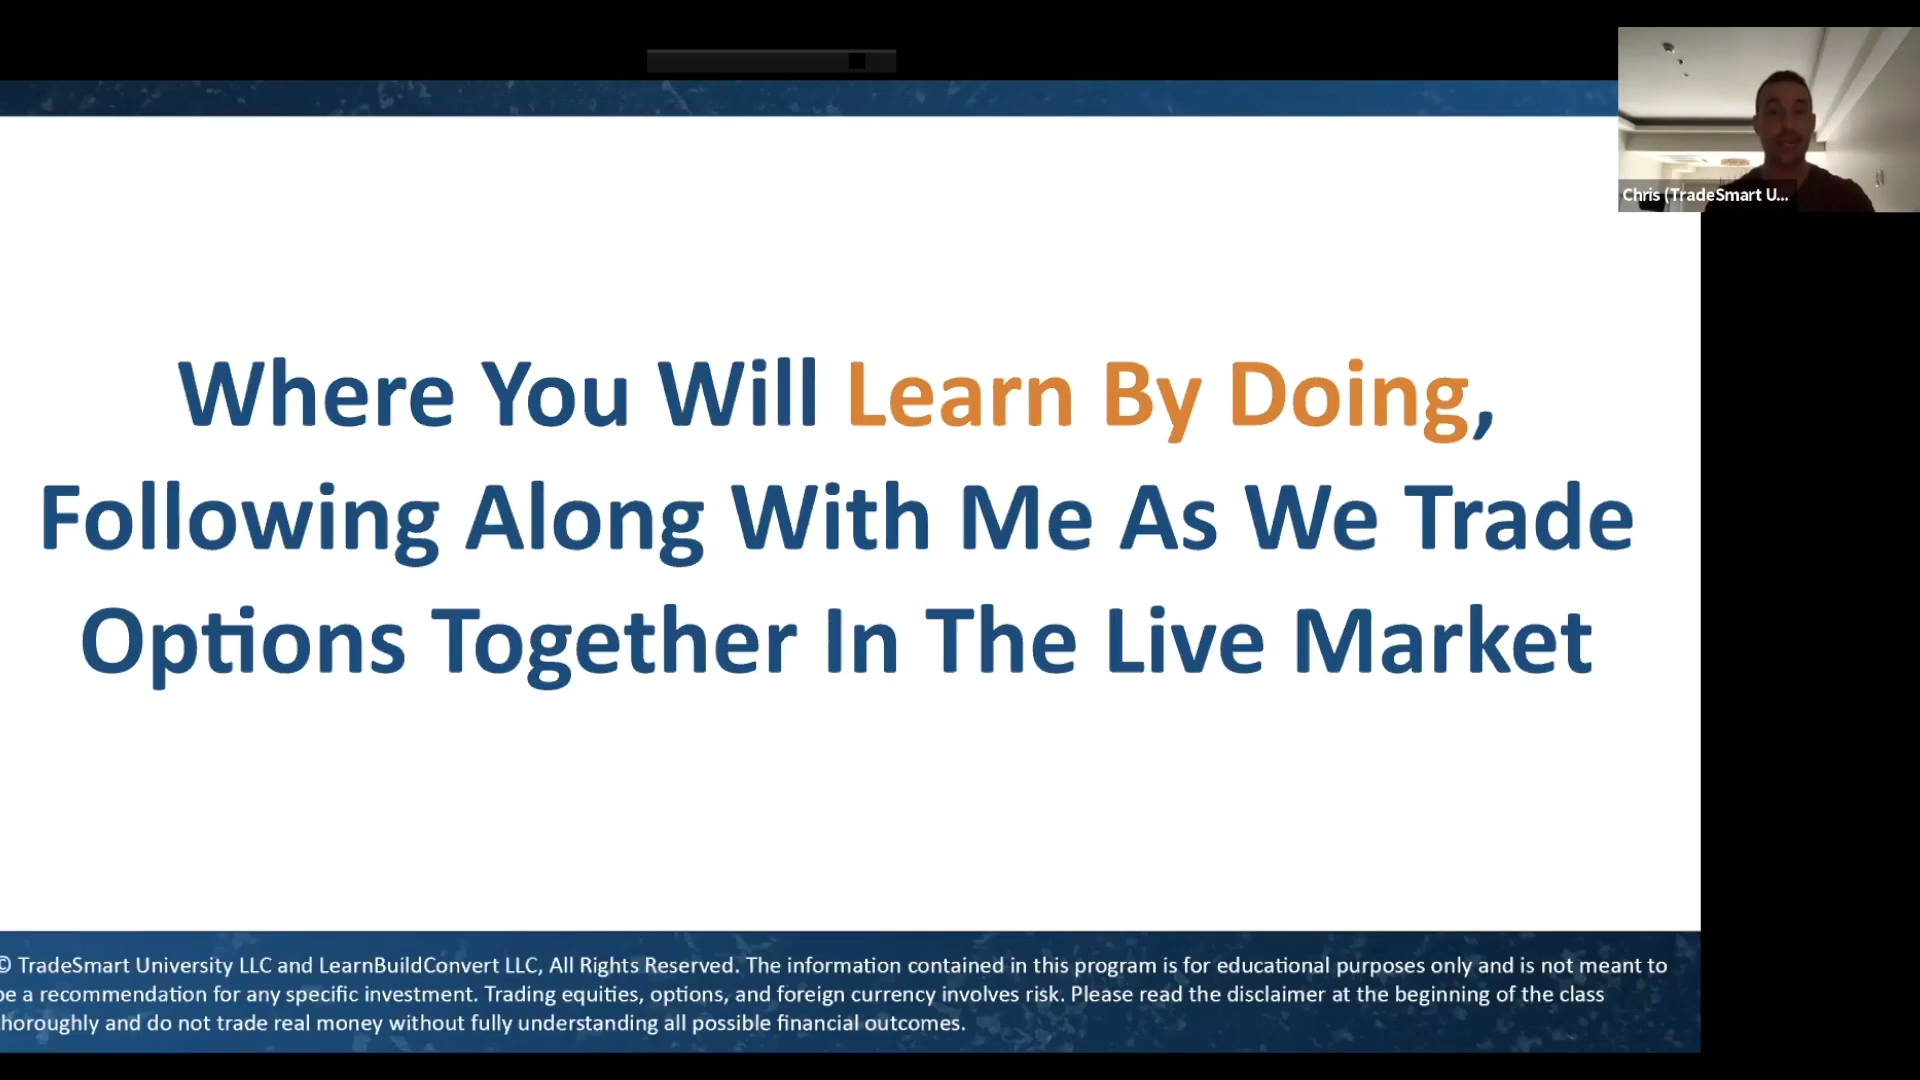 Chris (TradeSmart U...
Where You Will Learn By Doing,
Following Along With Me As We Trade
Options Together In The Live Market
© TradeSmart University LLC and LearnBuildConvert LLC, All Rights Reserved. The information contained in this program is for educational purposes only and is not meant to
be a recommendation for any specific investment. Trading equities, options, and foreign currency involves risk. Please read the disclaimer at the beginning of the class
thoroughly and do not trade real money without fully understanding all possible financial outcomes.